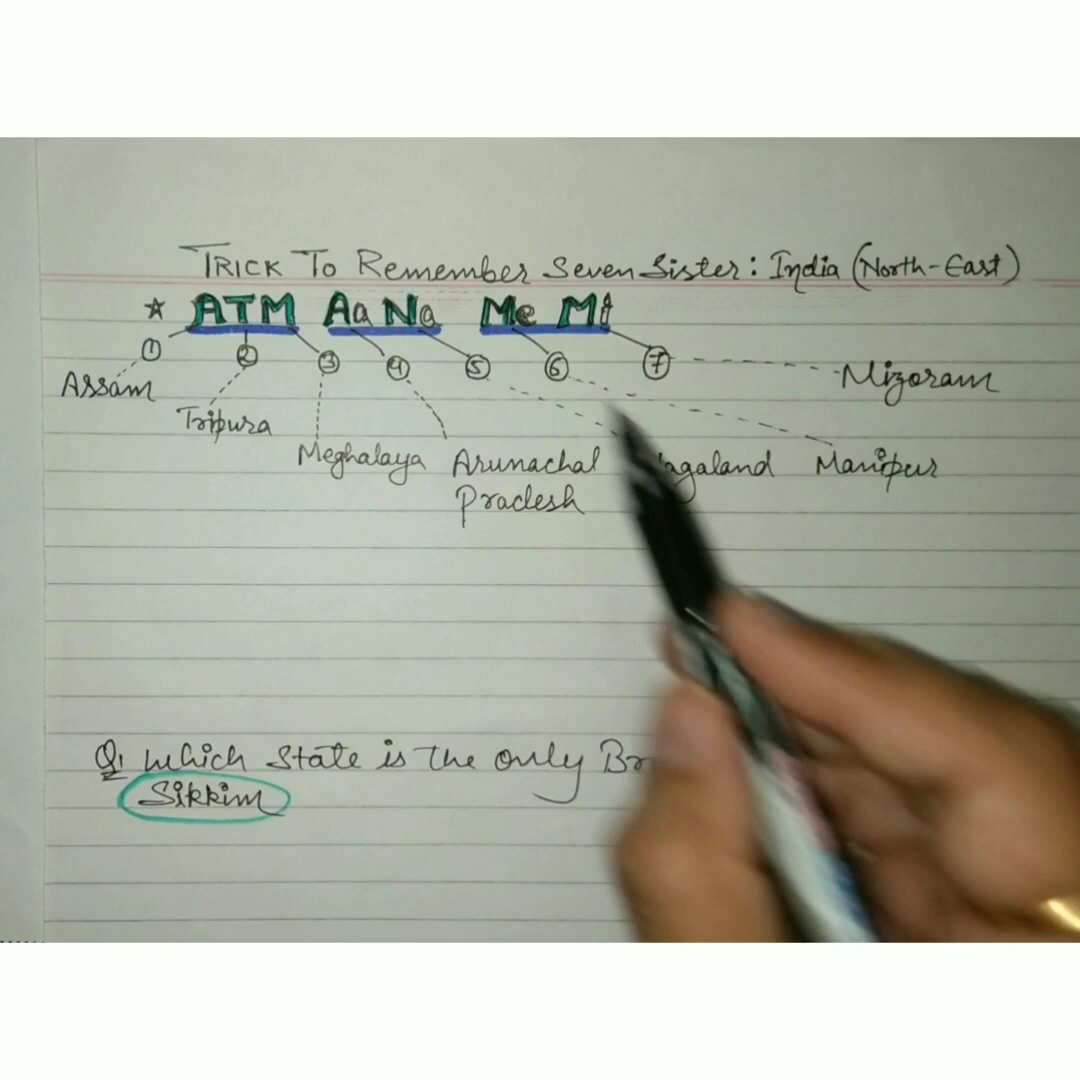 TRICK To Remember Seven Sister: India (North-East)
☆ ATM AaNa Me Mi
① ② ③ ④ ⑤ ⑥ ⑦
Assam Mizoram
Tripura
Meghalaya Arunachal agaland Manipur
Pradesh
Q1 which State is the only Br
Sikkim